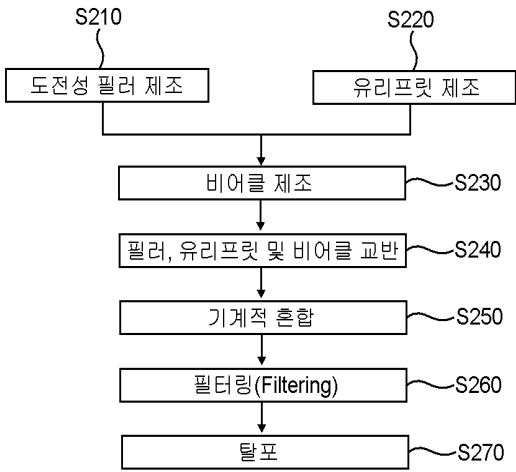 S210
S220
도전성 필러 제조
유리프릿 제조
비어클 제조
S230
필러, 유리프릿 및 비어클 교반
S240
기계적 혼합
S250
필터링(Filtering)
S260
탈포
S270